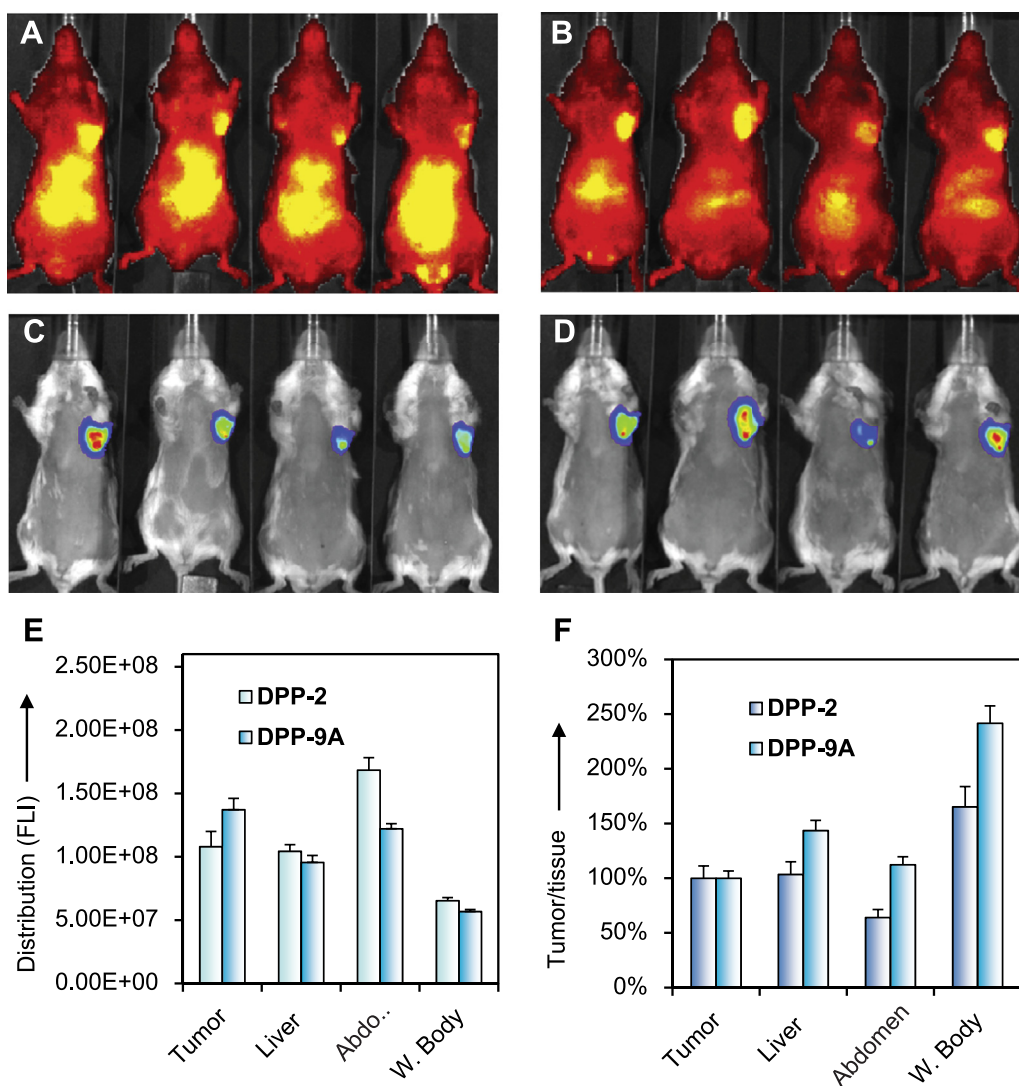 A
B
C
D
E
2.50E+08
2.00E+08
1.50E+08
1.00E+08
5.00E+07
0.00E+00
Distribution (FLI)
DPP-2
DPP-9A
Tumor
Liver
Abdo..
W. Body
F
300%
250%
200%
150%
100%
50%
0%
Tumor/tissue
DPP-2
DPP-9A
Tumor
Liver
Abdomen
W. Body